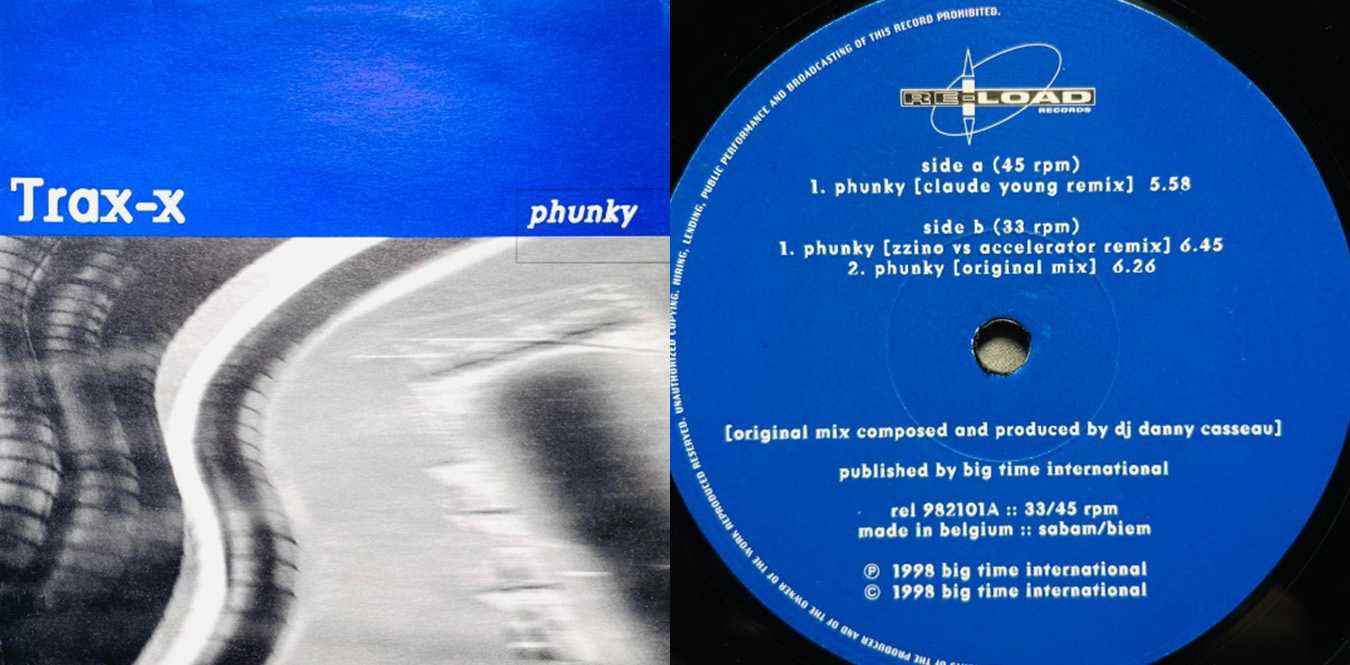 Trax-x
phunky
RE-LOAD
RECORDS
side a (45 rpm)
1. phunky [claude young remix] 5.58
side b (33 rpm)
1. phunky [zzino vs accelerator remix] 6.45
2. phunky [original mix] 6.26
[original mix composed and produced by dj danny casseau]
published by big time international
rel 982101A :: 33/45 rpm
made in belgium :: sabam/biem
℗ 1998 big time international
© 1998 big time international
OF THE PRODUCER AND OF THE OWNER OF THE WORK REPRODUCED RESERVED. UNAUTHORIZED COPYING, HIRING, LENDING, PUBLIC PERFORMANCE AND BROADCASTING OF THIS RECORD PROHIBITED.